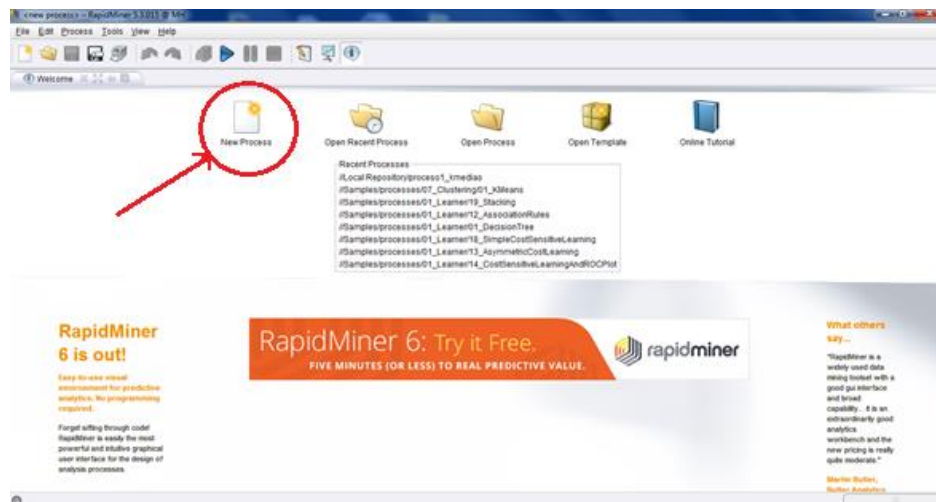 <new process> - RapidMiner 5.3.013 @ MH
File Edit Process Tools View Help
Welcome
New Process
Open Recent Process
Open Process
Open Template
Online Tutorial
Recent Processes
//Local Repository/process1_kmedias
//Samples/processes/07_Clustering/01_KMeans
//Samples/processes/01_Learner/19_Stacking
//Samples/processes/01_Learner/12_AssociationRules
//Samples/processes/01_Learner/01_DecisionTree
//Samples/processes/01_Learner/18_SimpleCostSensitiveLearning
//Samples/processes/01_Learner/13_AsymmetricCostLearning
//Samples/processes/01_Learner/14_CostSensitiveLearningAndROCPlot
RapidMiner
6 is out!
Easy-to-use visual
environment for predictive
analytics. No programming
required.
Forget sifting through code!
RapidMiner is easily the most
powerful and intuitive graphical
user interface for the design of
analysis processes.
RapidMiner 6: Try it Free.
FIVE MINUTES (OR LESS) TO REAL PREDICTIVE VALUE.
rapidminer
What others
say...
"RapidMiner is a
widely used data
mining toolset with a
good gui interface
and broad
capability... it is an
extraordinarily good
analytics
workbench and the
new pricing is really
quite moderate."
Martin Butler,
Butler Analytics